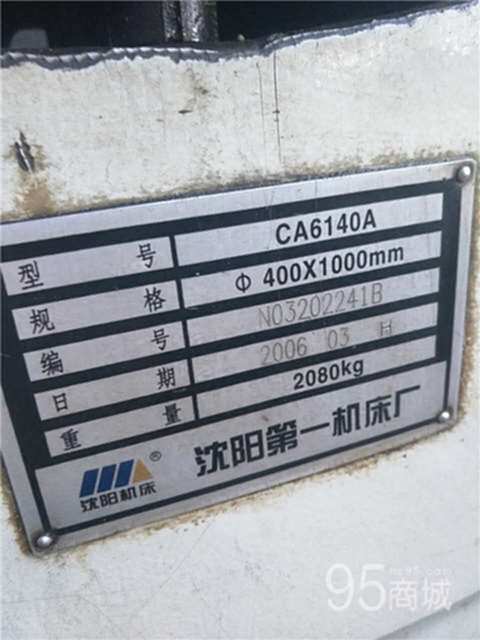 型号 CA6140A
规格 Φ 400X1000mm
编号 N03202241B
日期 2006 03 月
重量 2080kg
沈阳机床® 沈阳第一机床厂
95商城